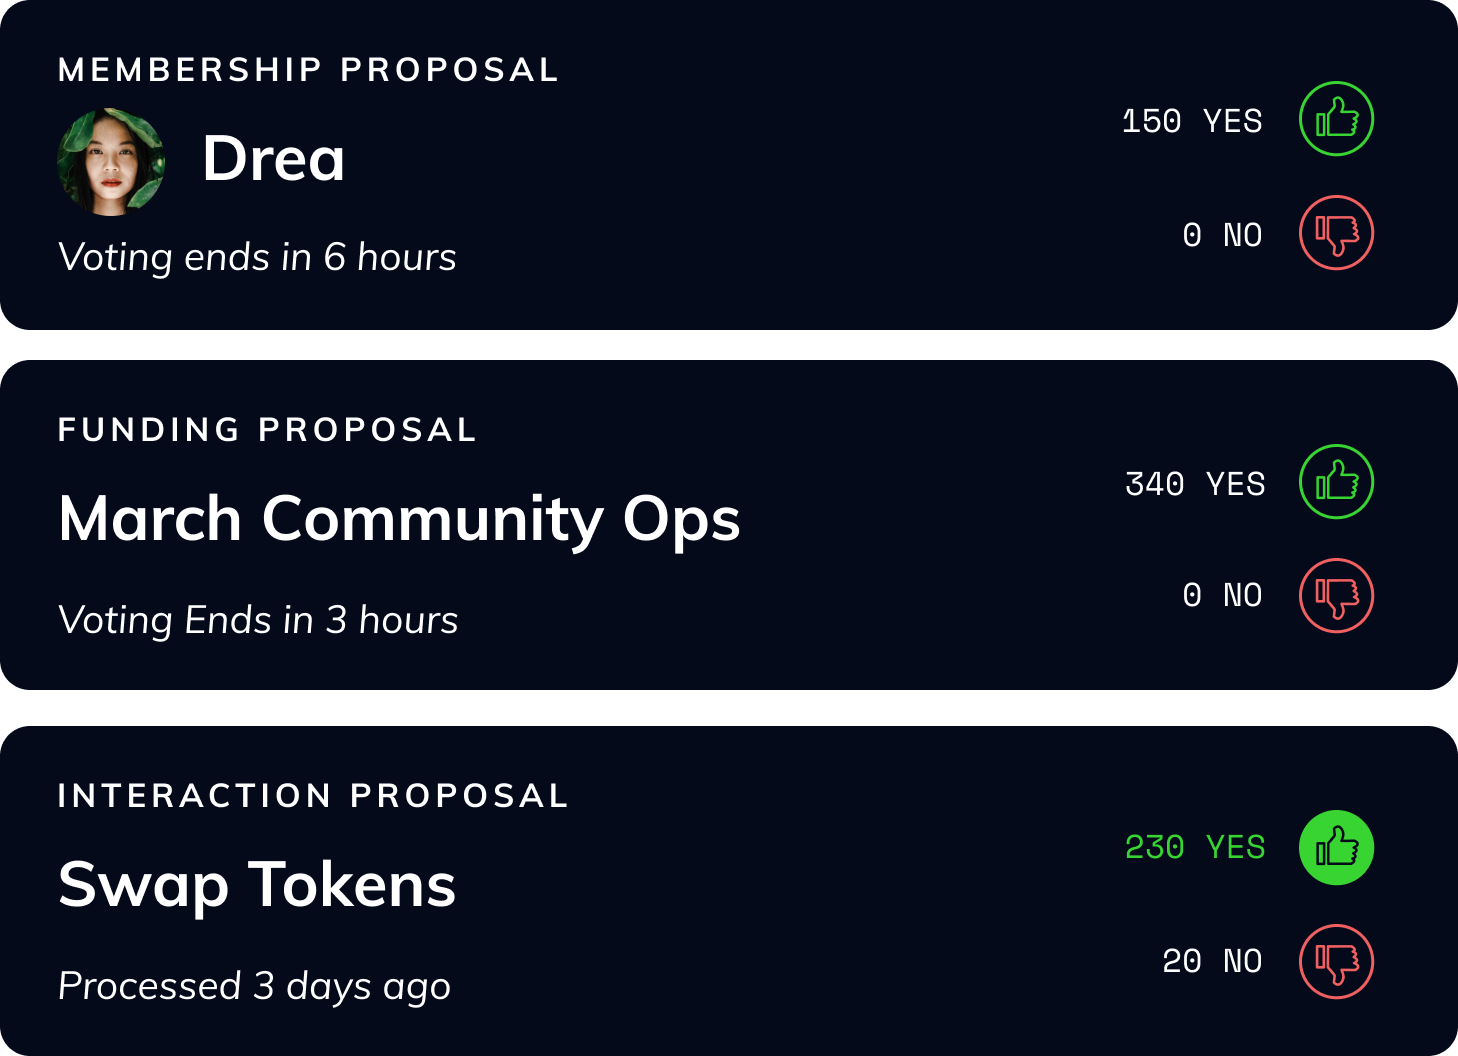 MEMBERSHIP PROPOSAL
Drea
Voting ends in 6 hours
150 YES
0 NO
FUNDING PROPOSAL
March Community Ops
Voting Ends in 3 hours
340 YES
0 NO
INTERACTION PROPOSAL
Swap Tokens
Processed 3 days ago
230 YES
20 NO